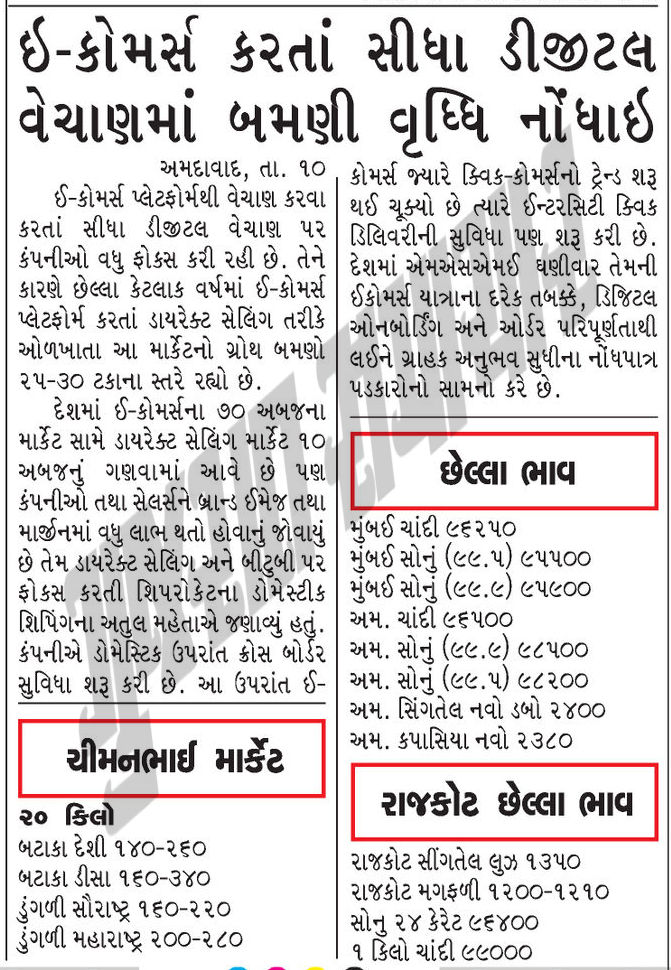 ઇ-કોમર્સ કરતાં સીધા ડીજીટલ
વેચાણમાં બમણી વૃધ્ધિ નોંધાઇ
અમદાવાદ, તા. ૧૦
ઈ-કોમર્સ પ્લેટફોર્મથી વેચાણ કરવા
કરતાં સીધા ડીજીટલ વેચાણ પર
કંપનીઓ વધુ ફોકસ કરી રહી છે. તેને
કારણે છેલ્લા કેટલાક વર્ષમાં ઈ-કોમર્સ
પ્લેટફોર્મ કરતાં ડાયરેક્ટ સેલિંગ તરીકે
ઓળખાતા આ માર્કેટનો ગ્રોથ બમણો
૨૫-૩૦ ટકાના સ્તરે રહ્યો છે.
દેશમાં ઈ-કોમર્સના ૭૦ અબજના
માર્કેટ સામે ડાયરેક્ટ સેલિંગ માર્કેટ ૧૦
અબજનું ગણવામાં આવે છે પણ
કંપનીઓ તથા સેલર્સને બ્રાન્ડ ઈમેજ તથા
માર્જીનમાં વધુ લાભ થતો હોવાનું જોવાયું
છે તેમ ડાયરેક્ટ સેલિંગ અને બીટુબી પર
ફોકસ કરતી શિપરોકેટના ડોમેસ્ટીક
શિપિંગના અતુલ મહેતાએ જણાવ્યું હતું.
કંપનીએ ડોમેસ્ટિક ઉપરાંત ક્રોસ બોર્ડર
સુવિધા શરૂ કરી છે. આ ઉપરાંત ઈ-
કોમર્સ જ્યારે ક્વિક-કોમર્સનો ટ્રેન્ડ શરૂ
થઈ ચૂક્યો છે ત્યારે ઈન્ટરસિટી ક્વિક
ડિલિવરીની સુવિધા પણ શરૂ કરી છે.
દેશમાં એમએસએમઈ ઘણીવાર તેમની
ઈકોમર્સ યાત્રાના દરેક તબક્કે, ડિજિટલ
ઓનબોર્ડિંગ અને ઓર્ડર પરિપૂર્ણતાથી
લઈને ગ્રાહક અનુભવ સુધીના નોંધપાત્ર
પડકારોનો સામનો કરે છે.
ચીમનભાઈ માર્કેટ
૨૦ કિલો
બટાકા દેશી ૧૪૦-૨૬૦
બટાકા ડીસા ૧૬૦-૩૪૦
ડુંગળી સૌરાષ્ટ્ર ૧૬૦-૨૨૦
ડુંગળી મહારાષ્ટ્ર ૨૦૦-૨૮૦
છેલ્લા ભાવ
મુંબઈ ચાંદી ૯૬૨૫૦
મુંબઈ સોનું (૯૯.૫) ૯૫૫૦૦
મુંબઈ સોનું (૯૯.૯) ૯૫૯૦૦
અમ. ચાંદી ૯૬૫૦૦
અમ. સોનું (૯૯.૯) ૯૮૫૦૦
અમ. સોનું (૯૯.૫) ૯૮૨૦૦
અમ. સિંગતેલ નવો ડબો ૨૪૦૦
અમ. કપાસિયા નવો ૨૩૮૦
રાજકોટ છેલ્લા ભાવ
રાજકોટ સીંગતેલ લુઝ ૧૩૫૦
રાજકોટ મગફળી ૧૨૦૦-૧૨૧૦
સોનુ ૨૪ કેરેટ ૯૬૪૦૦
૧ કિલો ચાંદી ૯૯૦૦૦
ગુજરાત સમાચાર